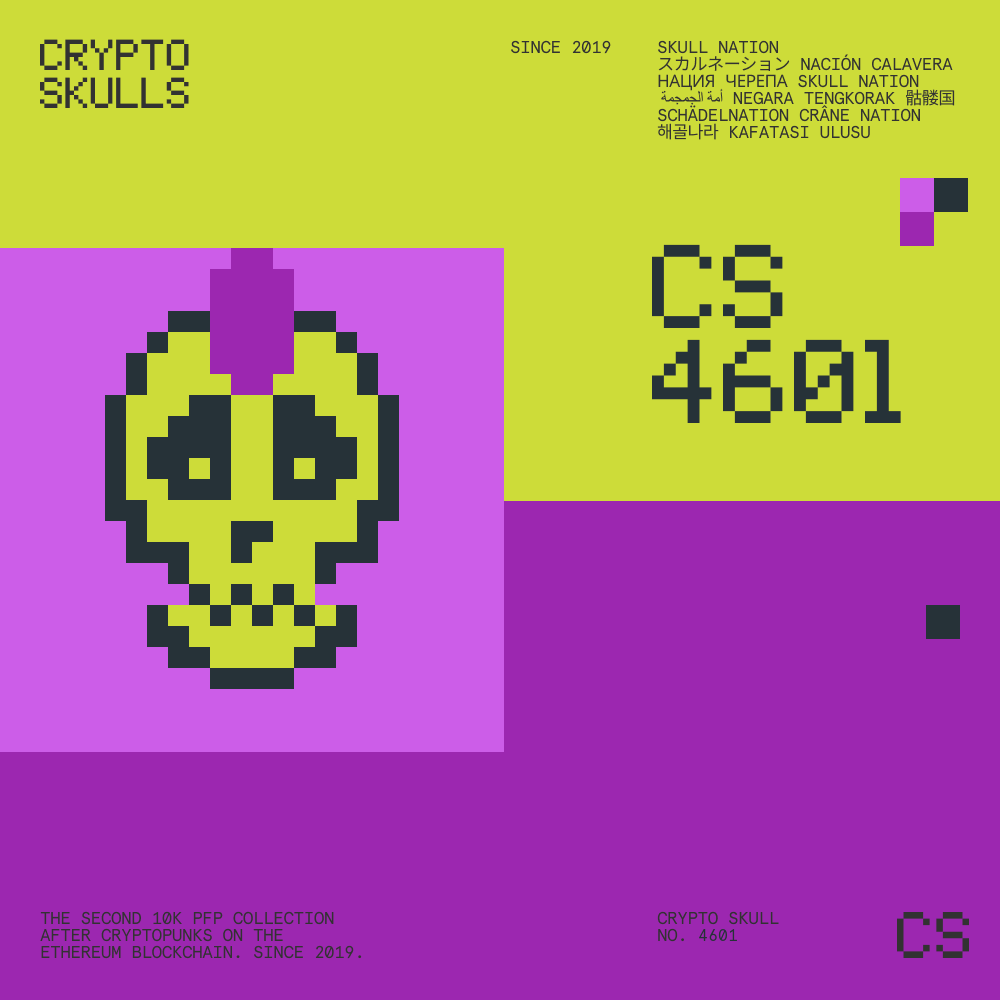 CRYPTO
SKULLS
SINCE 2019
SKULL NATION
スカルネーション NACIÓN CALAVERA
НАЦИЯ ЧЕРЕПА SKULL NATION
أمة الجمجمة NEGARA TENGKORAK 骷髅国
SCHÄDELNATION CRÂNE NATION
해골나라 KAFATASI ULUSU
CS
4601
THE SECOND 10K PFP COLLECTION
AFTER CRYPTOPUNKS ON THE
ETHEREUM BLOCKCHAIN. SINCE 2019.
CRYPTO SKULL
NO. 4601
CS